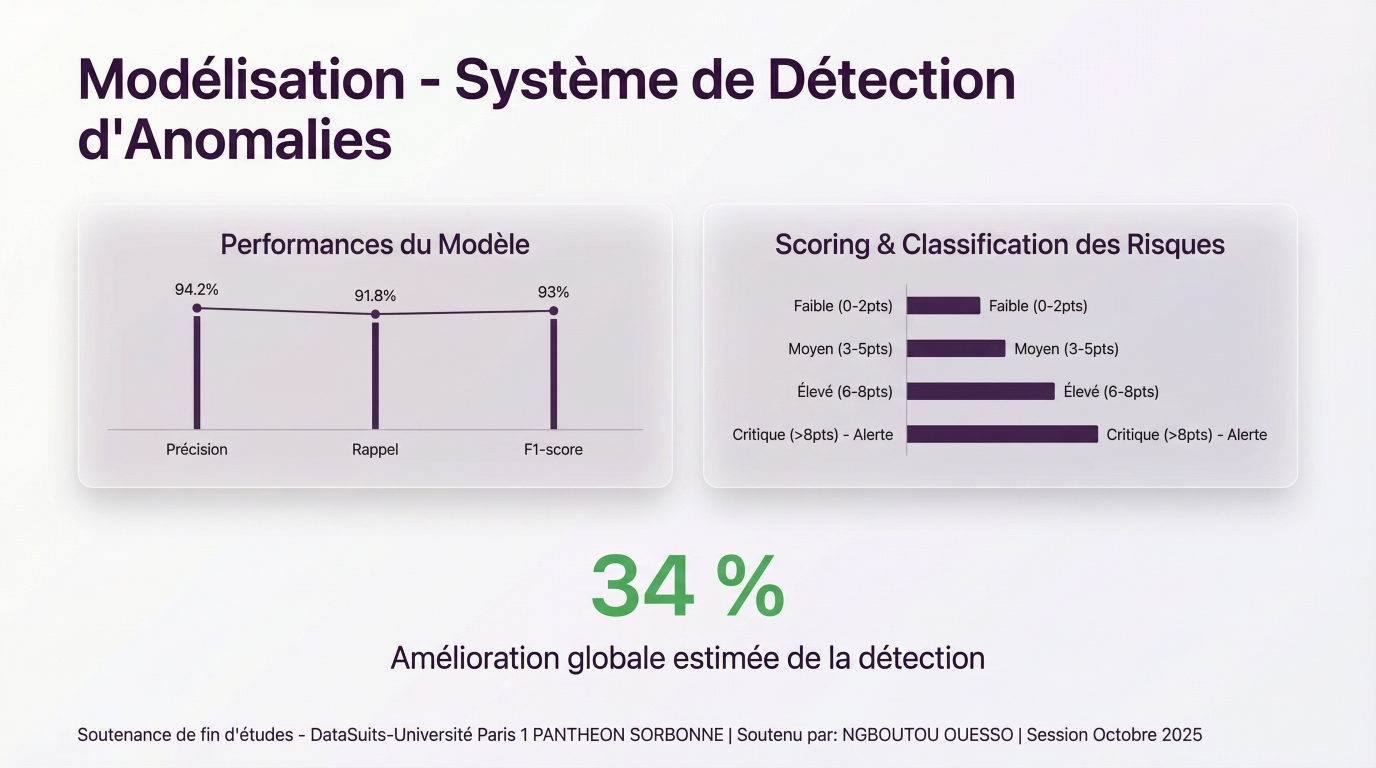 Modélisation - Système de Détection
d'Anomalies
Performances du Modèle
94.2%
91.8%
93%
Précision
Rappel
F1-score
Scoring & Classification des Risques
Faible (0-2pts)
Faible (0-2pts)
Moyen (3-5pts)
Moyen (3-5pts)
Élevé (6-8pts)
Élevé (6-8pts)
Critique (>8pts) - Alerte
Critique (>8pts) - Alerte
34 %
Amélioration globale estimée de la détection
Soutenance de fin d'études - DataSuits-Université Paris 1 PANTHEON SORBONNE | Soutenu par: NGBOUTOU OUESSO | Session Octobre 2025